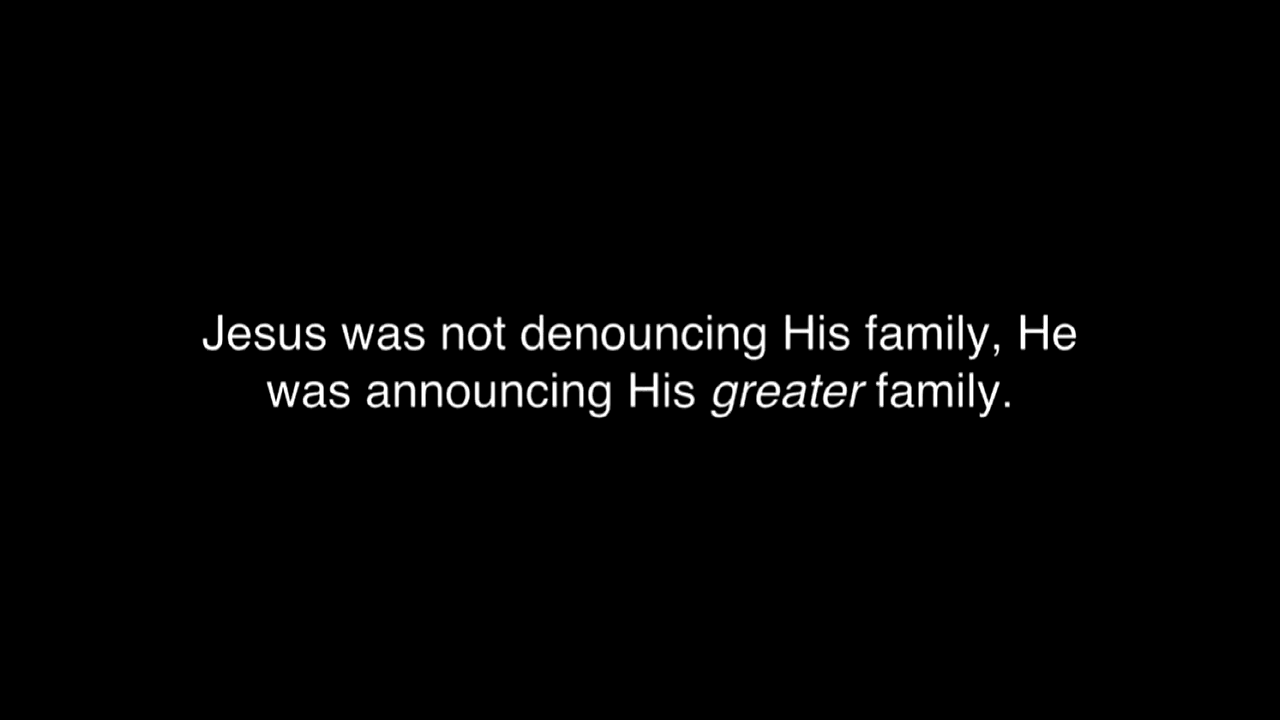 Jesus was not denouncing His family, He
was announcing His greater family.